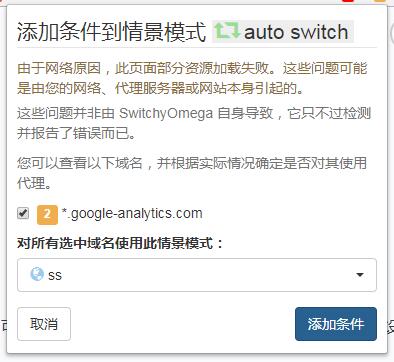 添加条件到情景模式 auto switch
由于网络原因，此页面部分资源加载失败。这些问题可能
是由您的网络、代理服务器或网站本身引起的。
这些问题并非由 SwitchyOmega 自身导致，它只不过检测
并报告了错误而已。
您可以查看以下域名，并根据实际情况确定是否对其使用
代理。
2 *.google-analytics.com
对所有选中域名使用此情景模式：
ss
取消 添加条件